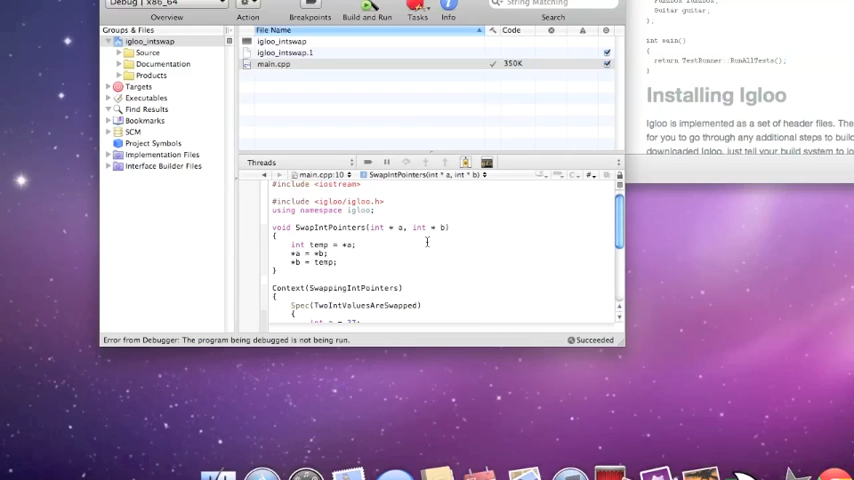 Debug | x86_64
String Matching
Overview
Action
Breakpoints
Build and Run
Tasks
Info
Search
Groups & Files
igloo_intswap
Source
Documentation
Products
Targets
Executables
Find Results
Bookmarks
SCM
Project Symbols
Implementation Files
Interface Builder Files
File Name
Code
igloo_intswap
igloo_intswap.1
main.cpp
350K
Threads
main.cpp:10
SwapIntPointers(int * a, int * b)
#include <iostream>
#include <igloo/igloo.h>
using namespace igloo;
void SwapIntPointers(int * a, int * b)
{
int temp = *a;
*a = *b;
*b = temp;
}
Context(SwappingIntPointers)
{
Spec(TwoIntValuesAreSwapped)
{
Error from Debugger: The program being debugged is not being run.
Succeeded
Guitar guitar;
};
int main()
{
return TestRunner::RunAllTests();
}
Installing Igloo
Igloo is implemented as a set of header files. The
for you to go through any additional steps to build
downloaded Igloo. Just tell your build system to lo